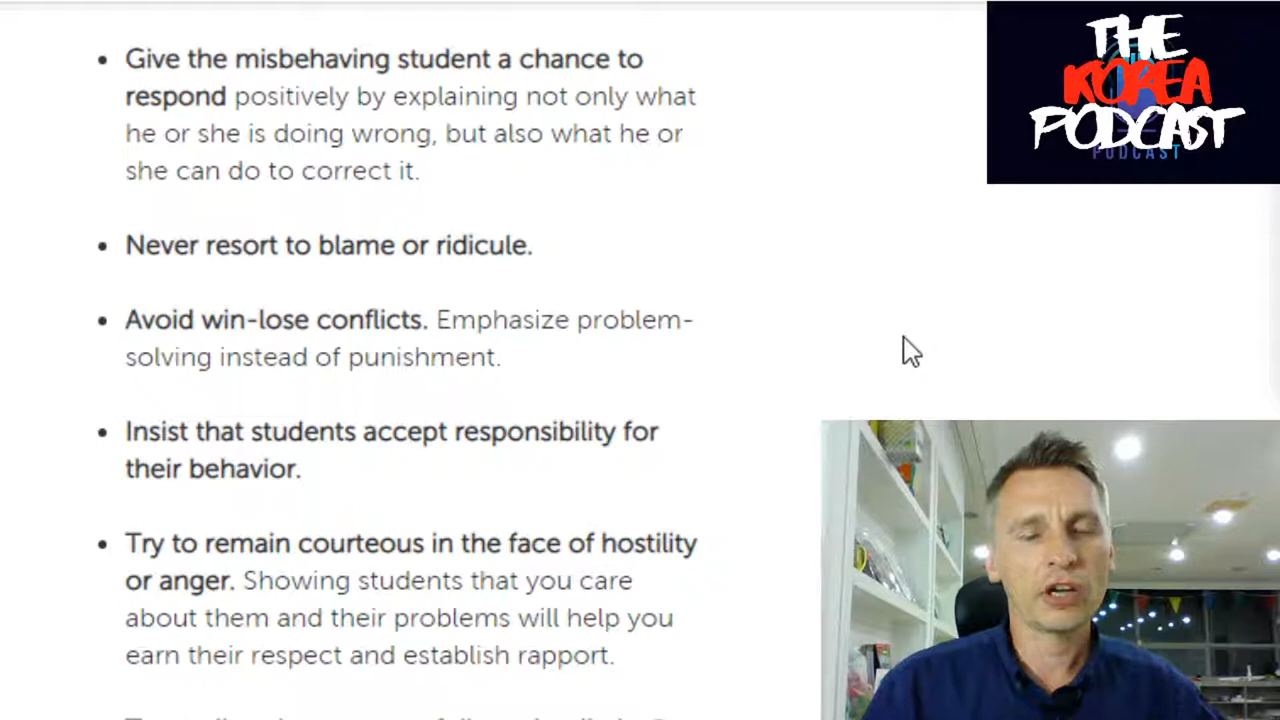 Give the misbehaving student a chance to
respond positively by explaining not only what
he or she is doing wrong, but also what he or
she can do to correct it.
Never resort to blame or ridicule.
Avoid win-lose conflicts. Emphasize problem-
solving instead of punishment.
Insist that students accept responsibility for
their behavior.
Try to remain courteous in the face of hostility
or anger. Showing students that you care
about them and their problems will help you
earn their respect and establish rapport.
THE
KOREA
PODCAST
PODCAST